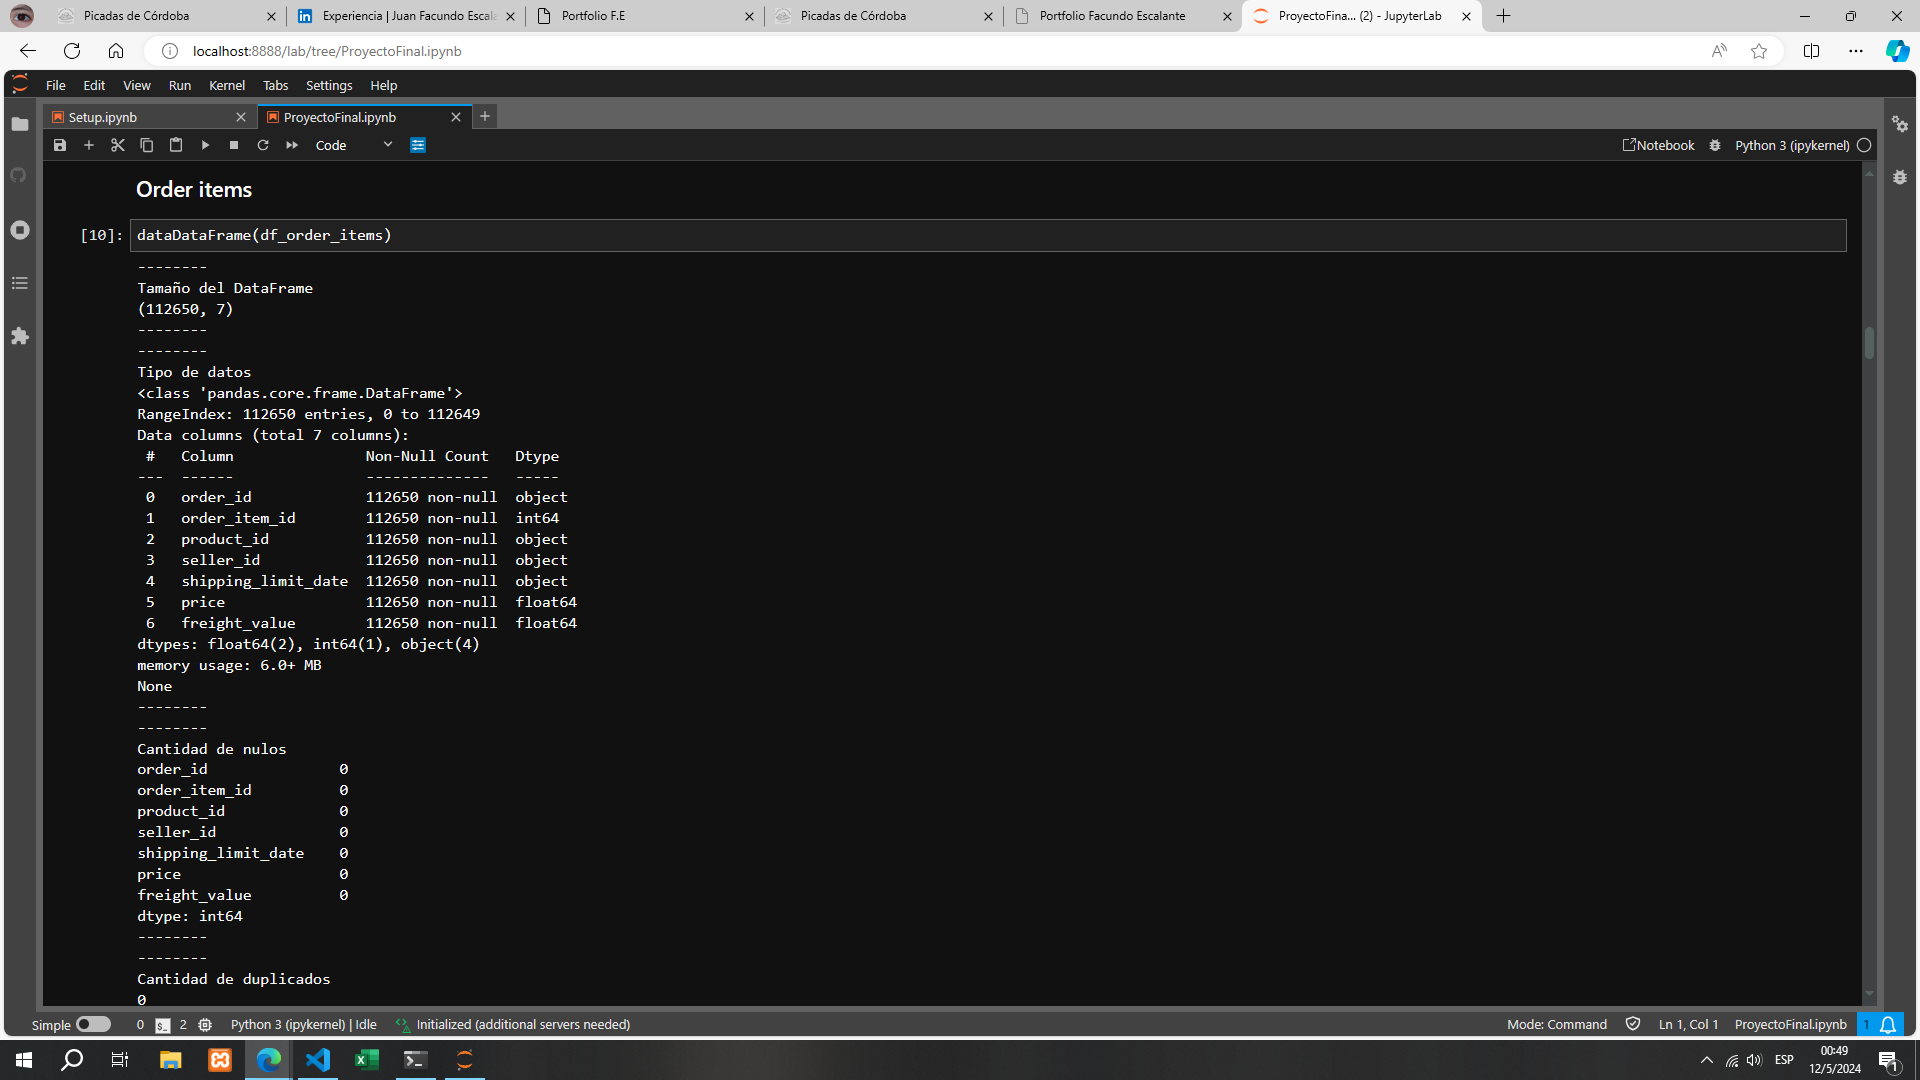 Picadas de Córdoba
Experiencia | Juan Facundo Escala
Portfolio F.E
Picadas de Córdoba
Portfolio Facundo Escalante
ProyectoFina... (2) - JupyterLab
localhost:8888/lab/tree/ProyectoFinal.ipynb
File Edit View Run Kernel Tabs Settings Help
Setup.ipynb
ProyectoFinal.ipynb
Code
Notebook
Python 3 (ipykernel)
Order items
[10]: dataDataFrame(df_order_items)
--------
Tamaño del DataFrame
(112650, 7)
--------
--------
Tipo de datos
<class 'pandas.core.frame.DataFrame'>
RangeIndex: 112650 entries, 0 to 112649
Data columns (total 7 columns):
 #   Column               Non-Null Count   Dtype
---  ------               --------------   -----
 0   order_id             112650 non-null  object
 1   order_item_id        112650 non-null  int64
 2   product_id           112650 non-null  object
 3   seller_id            112650 non-null  object
 4   shipping_limit_date  112650 non-null  object
 5   price                112650 non-null  float64
 6   freight_value        112650 non-null  float64
dtypes: float64(2), int64(1), object(4)
memory usage: 6.0+ MB
None
--------
--------
Cantidad de nulos
order_id               0
order_item_id          0
product_id             0
seller_id              0
shipping_limit_date    0
price                  0
freight_value          0
dtype: int64
--------
--------
Cantidad de duplicados
0
Simple 0 2 Python 3 (ipykernel) | Idle Initialized (additional servers needed) Mode: Command Ln 1, Col 1 ProyectoFinal.ipynb 1
ESP
00:49
12/5/2024
1